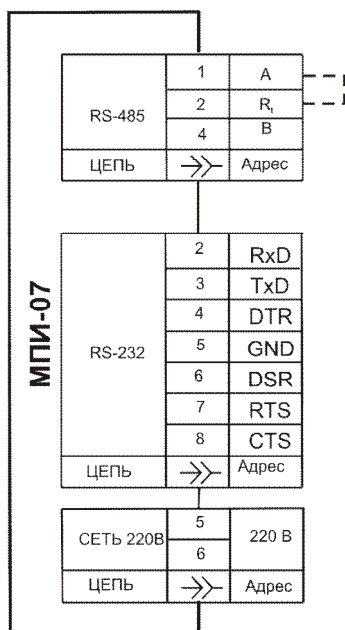 МПИ-07
RS-485
1 A
2 R₁
4 B
ЦЕПЬ Адрес
RS-232
2 RxD
3 TxD
4 DTR
5 GND
6 DSR
7 RTS
8 CTS
ЦЕПЬ Адрес
СЕТЬ 220В
5
6
220 В
ЦЕПЬ Адрес